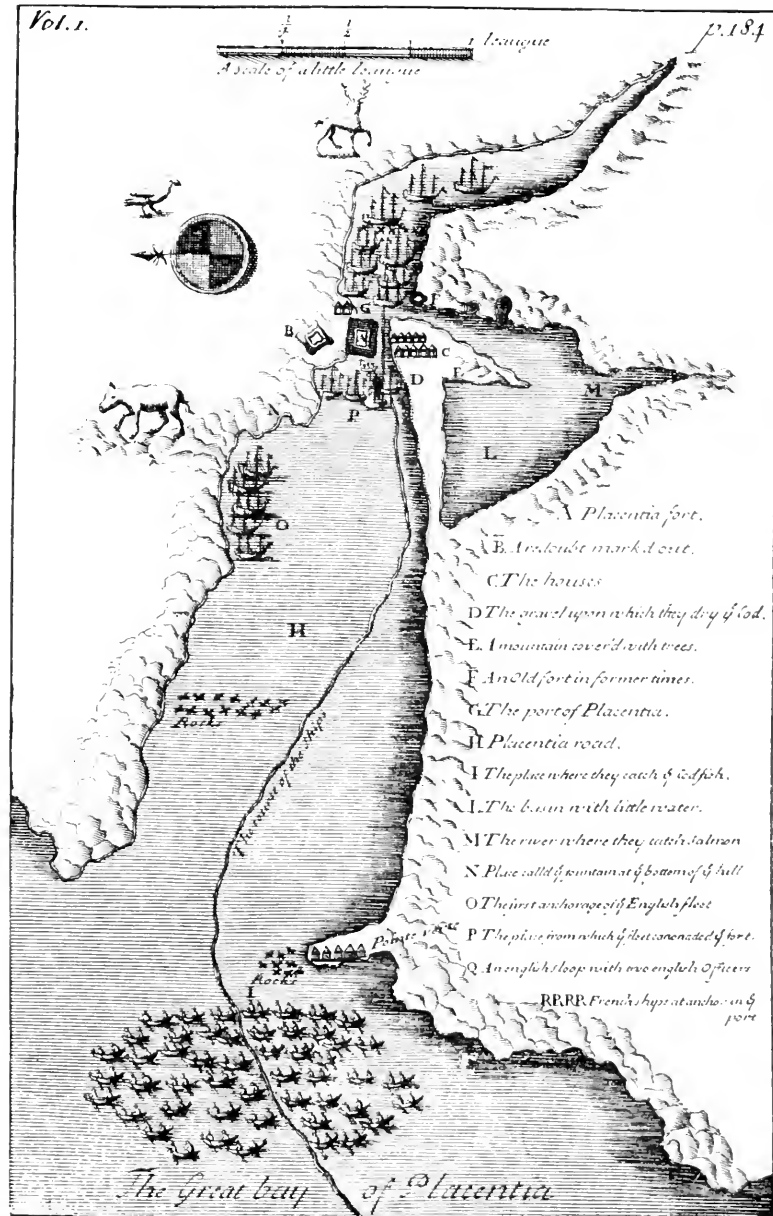 Vol. 1.
p. 184
1/4 1/2 1 league
A scale of a little league
B
G
C
D
F
M
P
L
O
H
Rocks
The course of the ships
A Placentia fort.
B. A redoubt mark'd out.
C The houses
D The gravel upon which they dry ẙ Cod.
E. A mountain cover'd with trees.
F An Old fort in former times.
G. The port of Placentia.
H Placentia road.
I The place where they catch ẙ Codfish.
L. The basin with little water.
M The river where they catch salmon
N. Place call'd ẙ fountain at ẙ bottom of ẙ hill
O The first anchorage of ẙ English fleet
P The place from which ẙ fleet cannonaded ẙ fort.
Q An english sloop with two english Officers
RP.RP. French ships at anchor in ẙ
port
Pointe
Rocks
I
The Great bay of Placentia